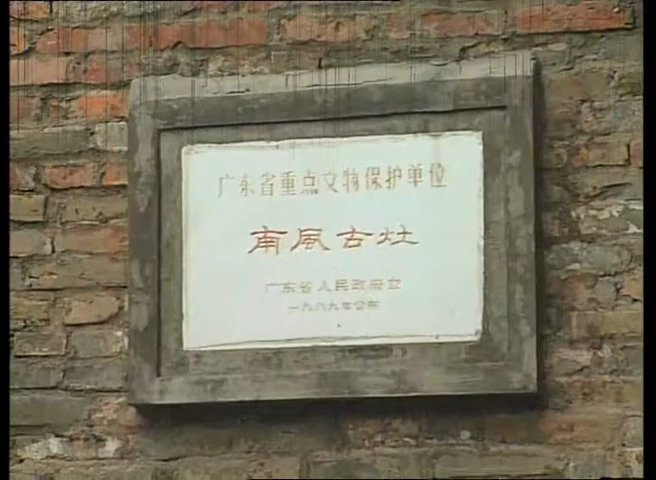 广东省重点文物保护单位
南風古灶
广东省人民政府立
一九八九年公布